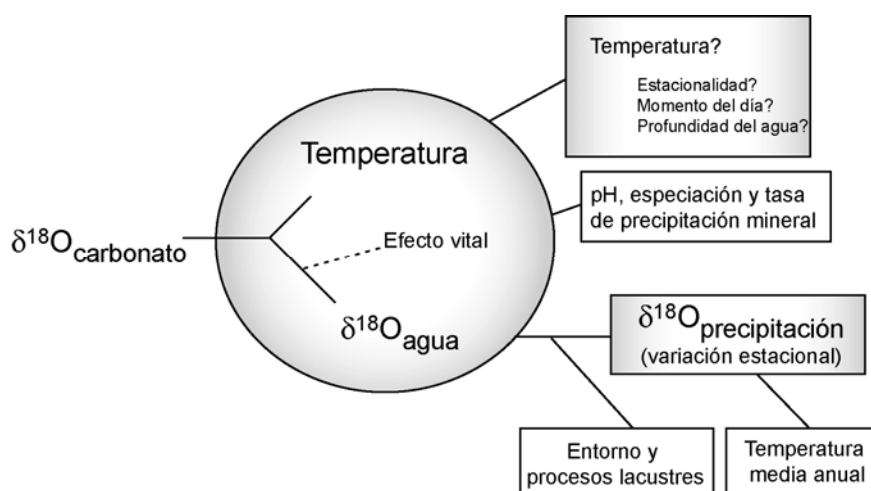 Temperatura?
Estacionalidad?
Momento del día?
Profundidad del agua?
Temperatura
pH, especiación y tasa
de precipitación mineral
δ18Ocarbonato
Efecto vital
δ18Oagua
δ18Oprecipitación
(variación estacional)
Entorno y
procesos lacustres
Temperatura
media anual